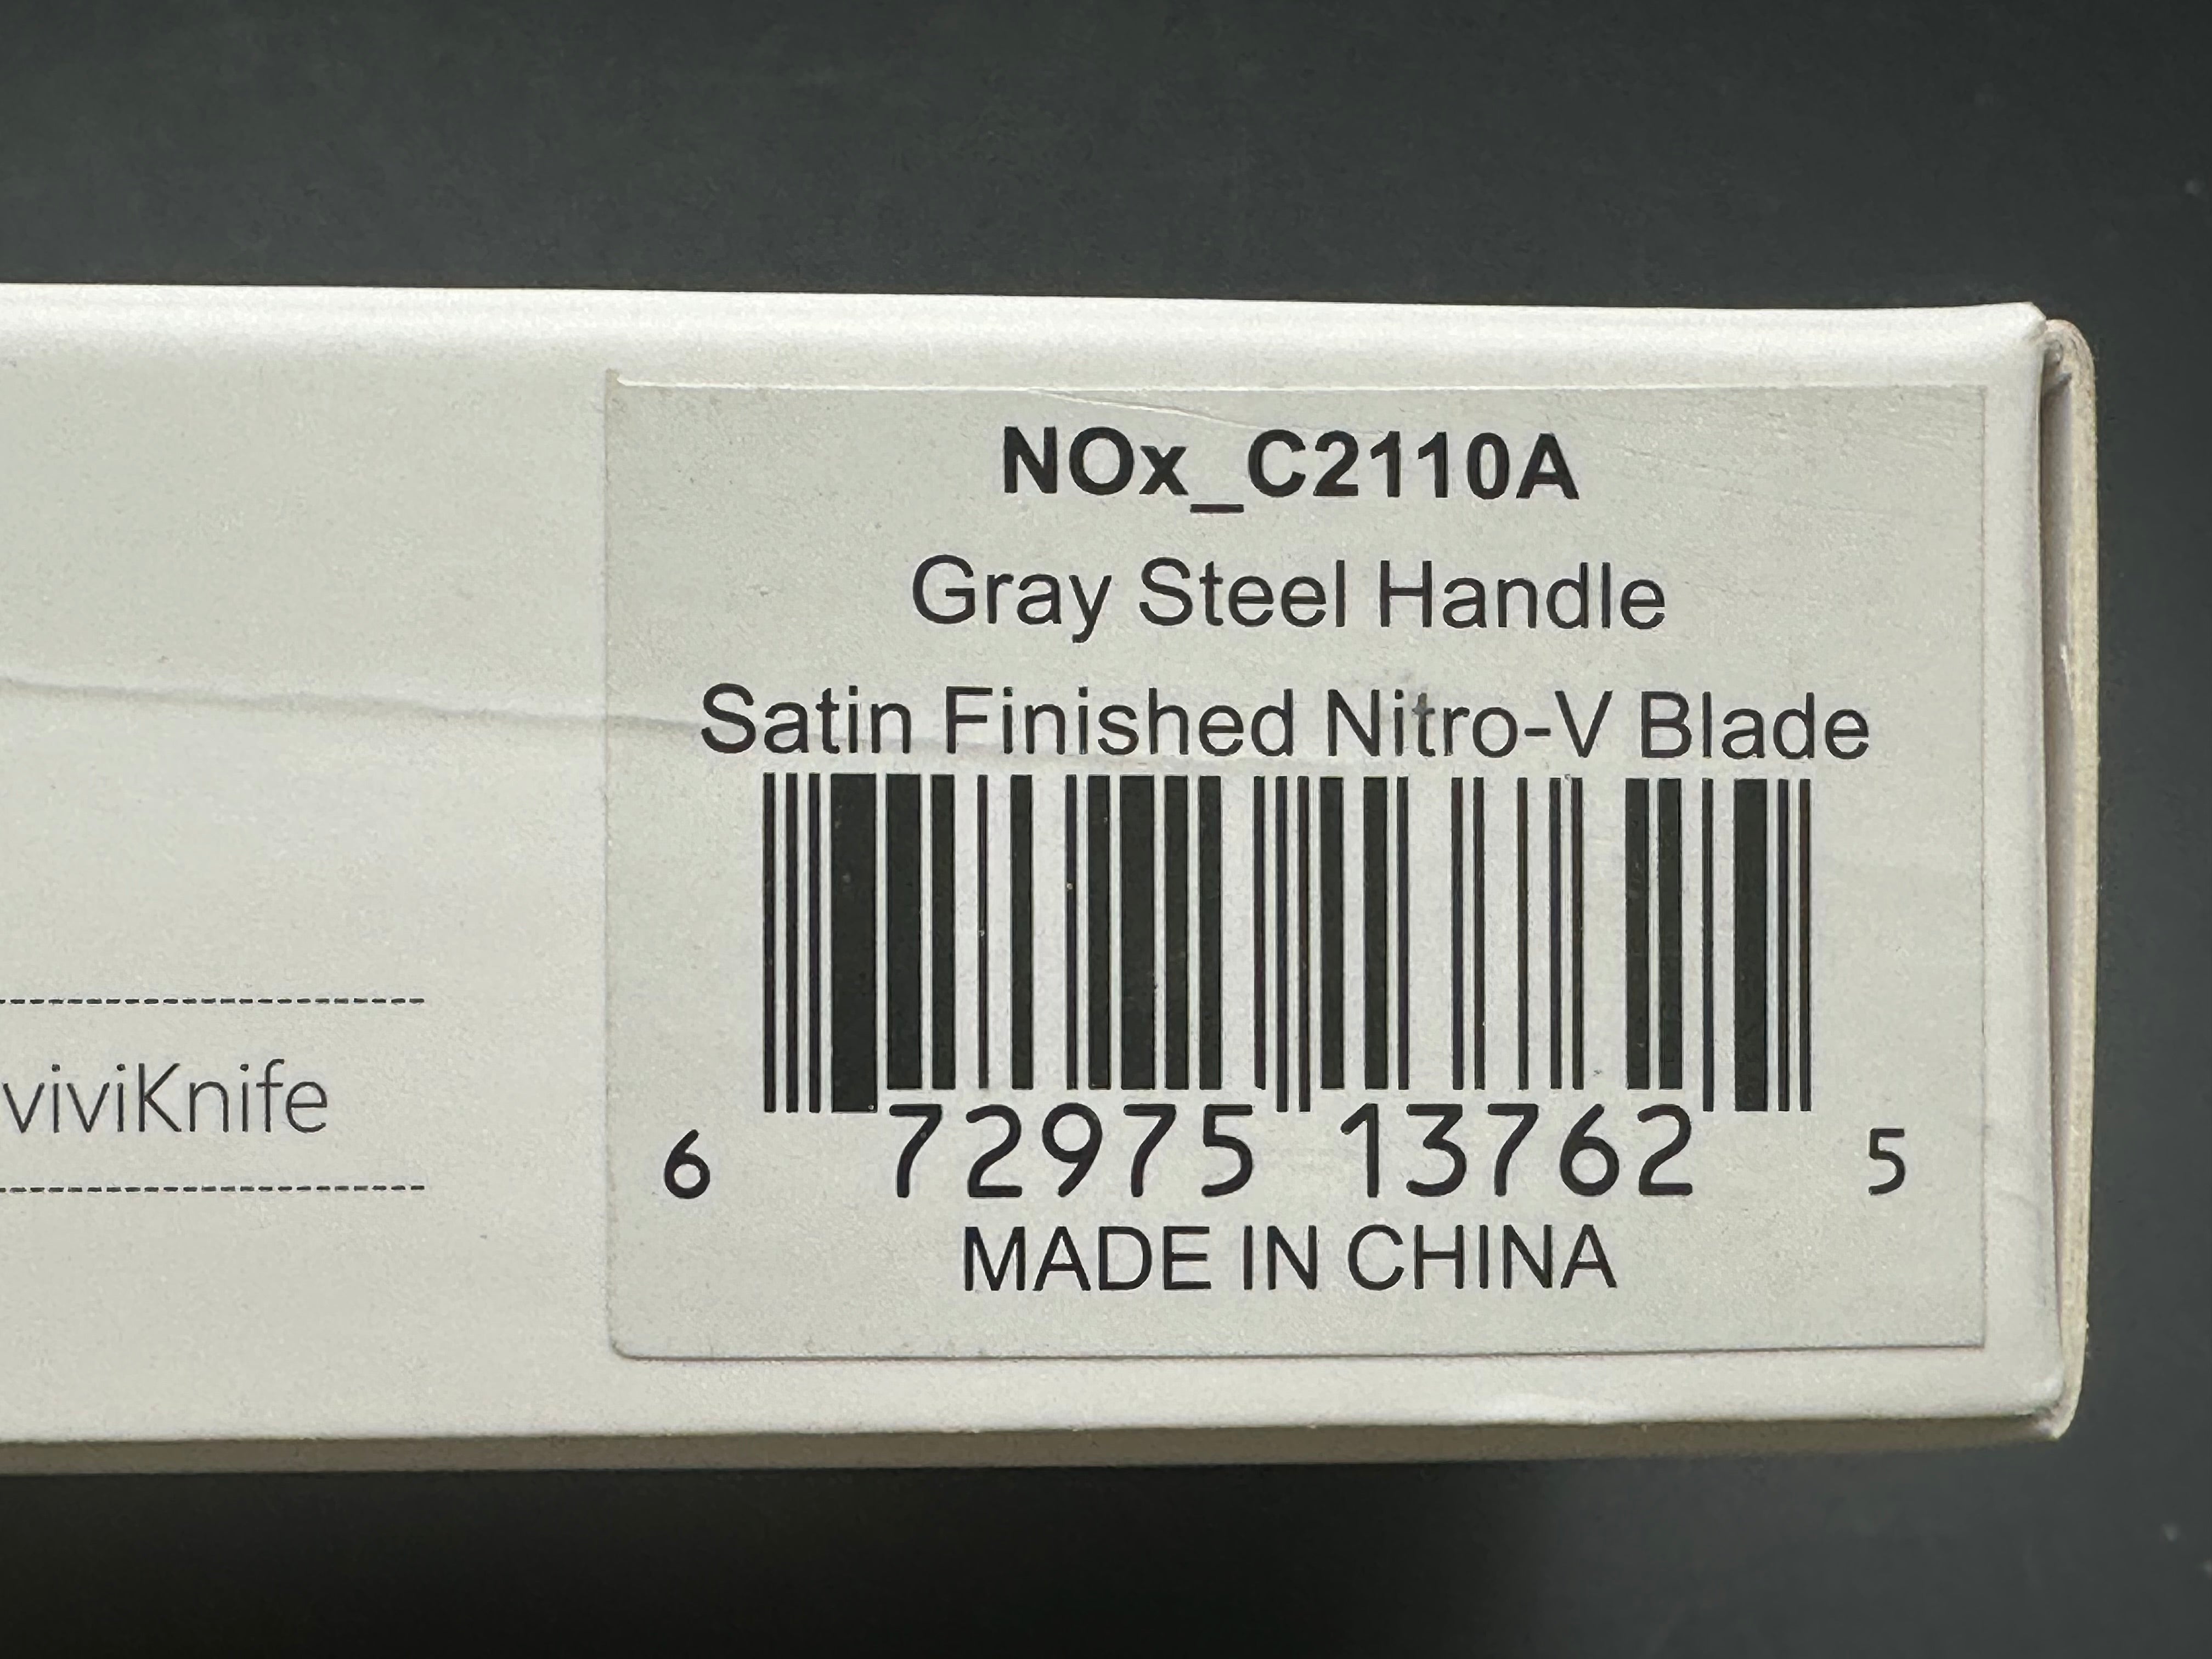 NOx_C2110A
Gray Steel Handle
Satin Finished Nitro-V Blade
viviKnife
6 72975 13762 5
MADE IN CHINA